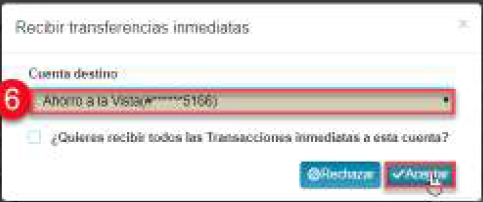 Recibir transferencias inmediatas
×
Cuenta destino
6
Ahorro a la Vista(#******5166)
¿Quieres recibir todos las Transacciones inmediatas a esta cuenta?
Rechazar ✔Aceptar